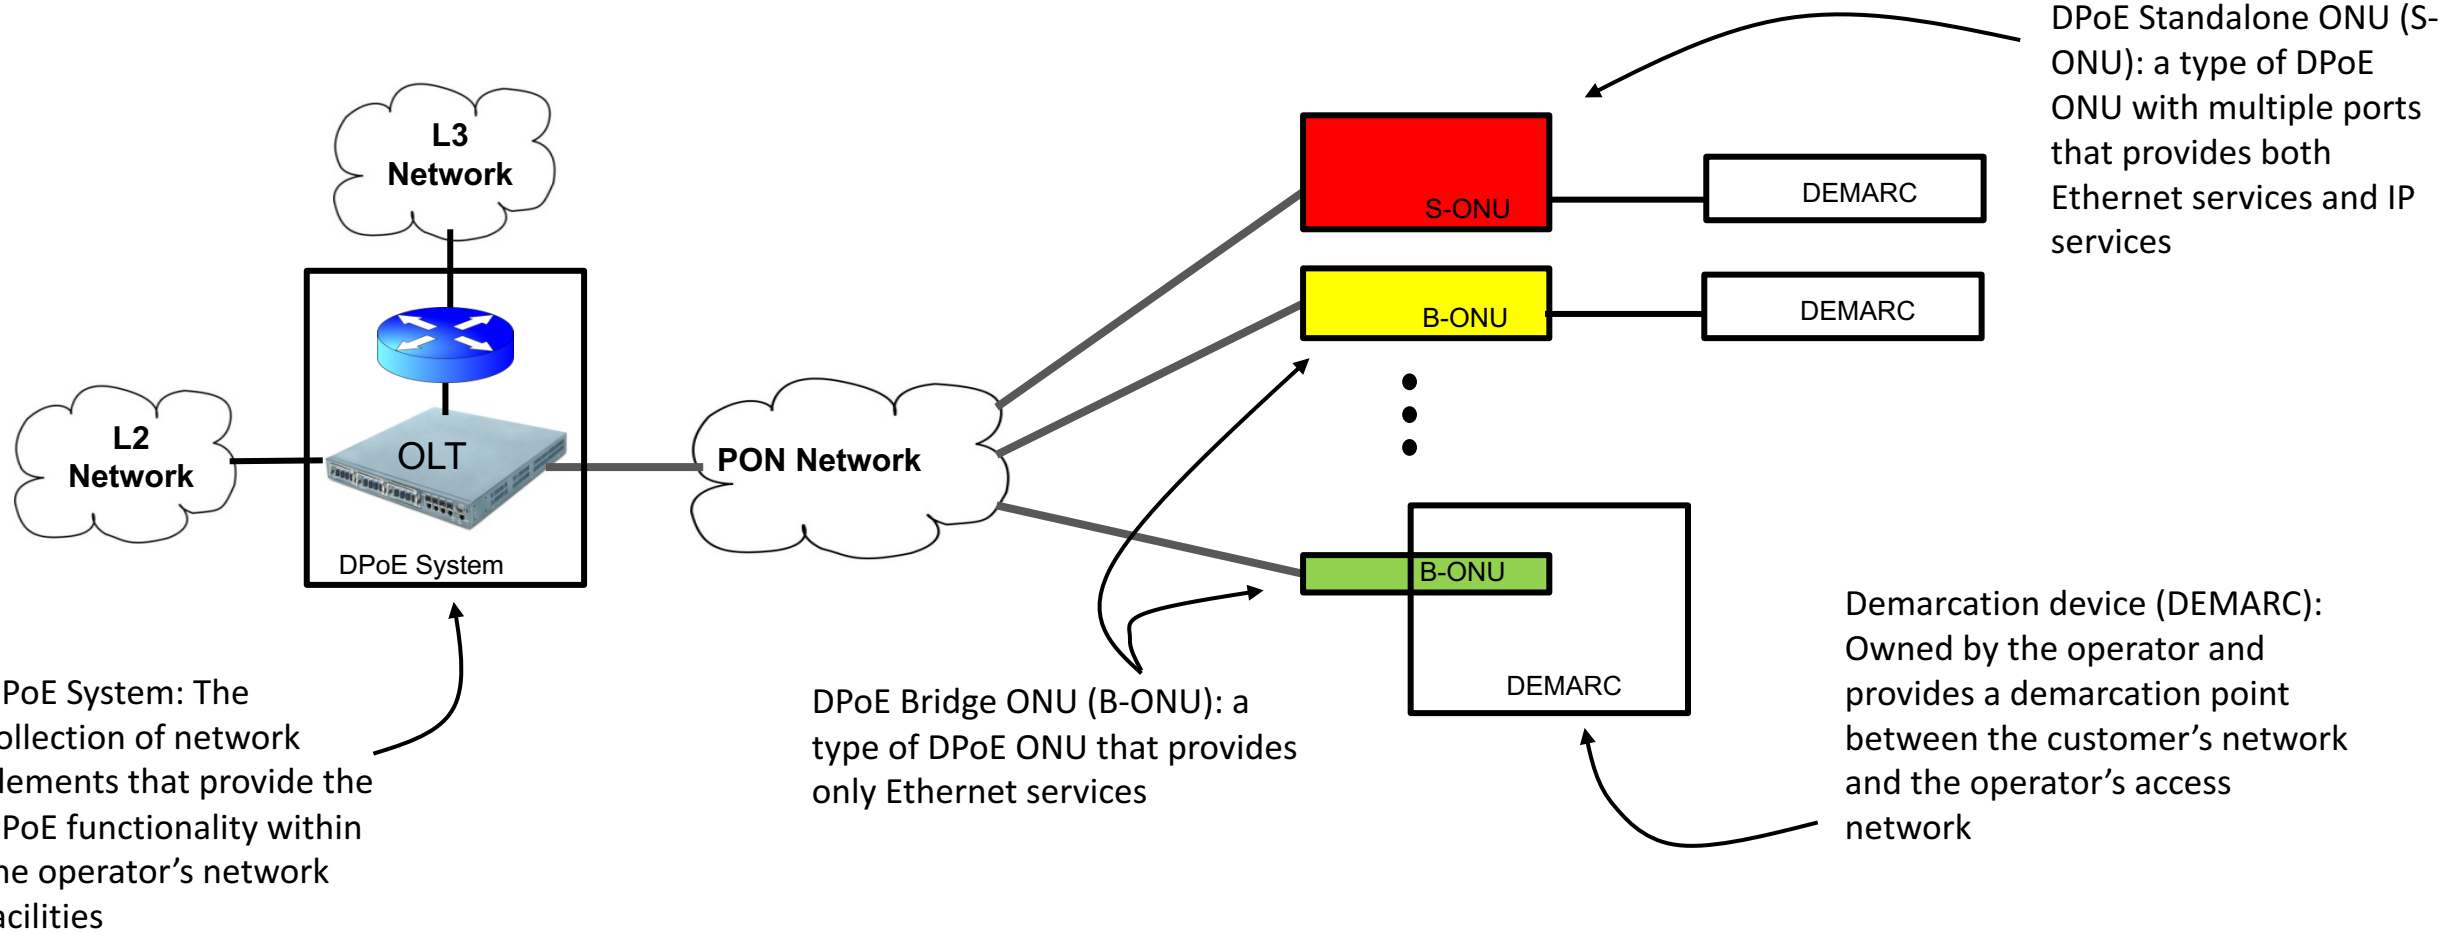 DPoE Standalone ONU (S-
ONU): a type of DPoE
ONU with multiple ports
that provides both
Ethernet services and IP
services
L3
Network
S-ONU
DEMARC
B-ONU
DEMARC
L2
Network
OLT
DPoE System
PON Network
B-ONU
DEMARC
PoE System: The
ollection of network
lements that provide the
PoE functionality within
he operator’s network
acilities
DPoE Bridge ONU (B-ONU): a
type of DPoE ONU that provides
only Ethernet services
Demarcation device (DEMARC):
Owned by the operator and
provides a demarcation point
between the customer’s network
and the operator’s access
network